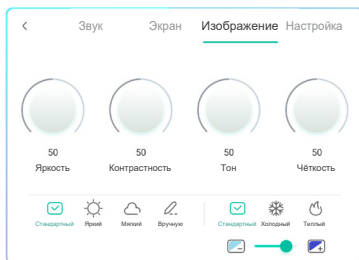 Звук Экран Изображение Настройка
50 50 50 50
Яркость Контрастность Тон Чёткость
Стандартный Яркий Мягкий Вручную Стандартный Холодный Теплый